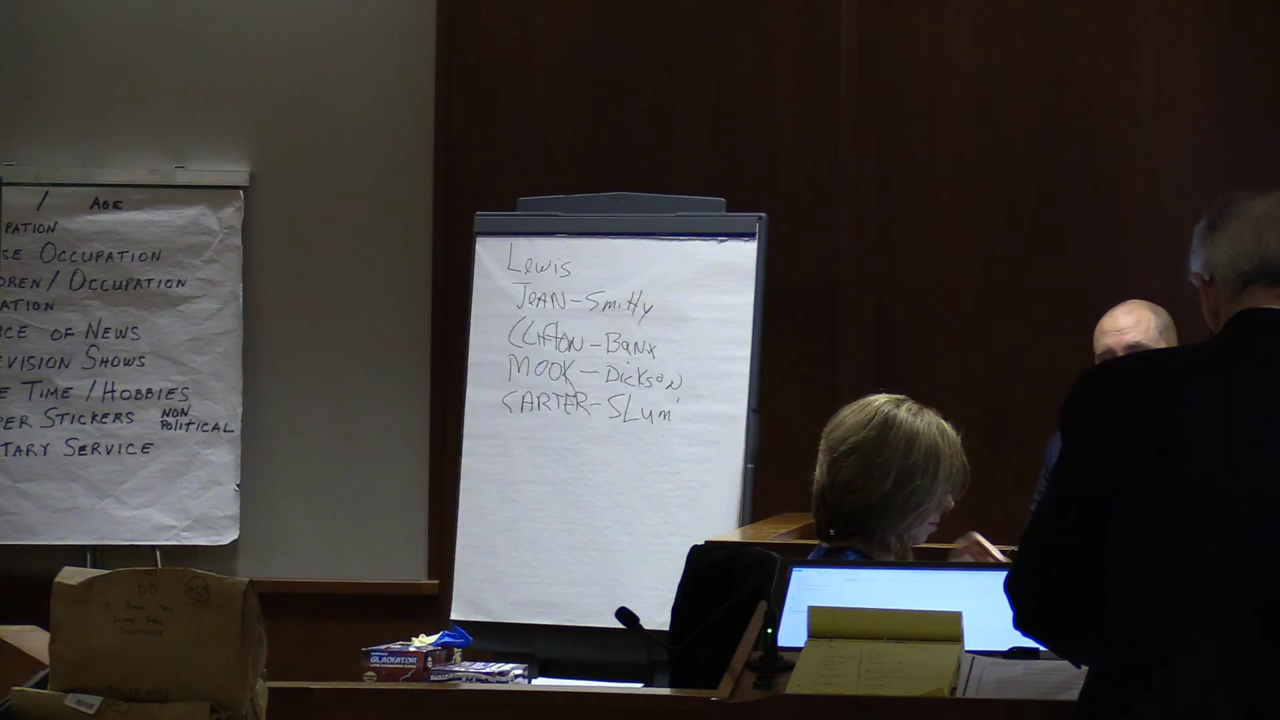 / AGE
PATION
SE OCCUPATION
DREN / OCCUPATION
ATION
CE OF NEWS
EVISION SHOWS
E TIME / HOBBIES
PER STICKERS NON POLITICAL
TARY SERVICE
Lewis
JEAN-Smitty
CLifton-Banx
MOOK-Dickson
CARTER-SLum
GLADIATOR